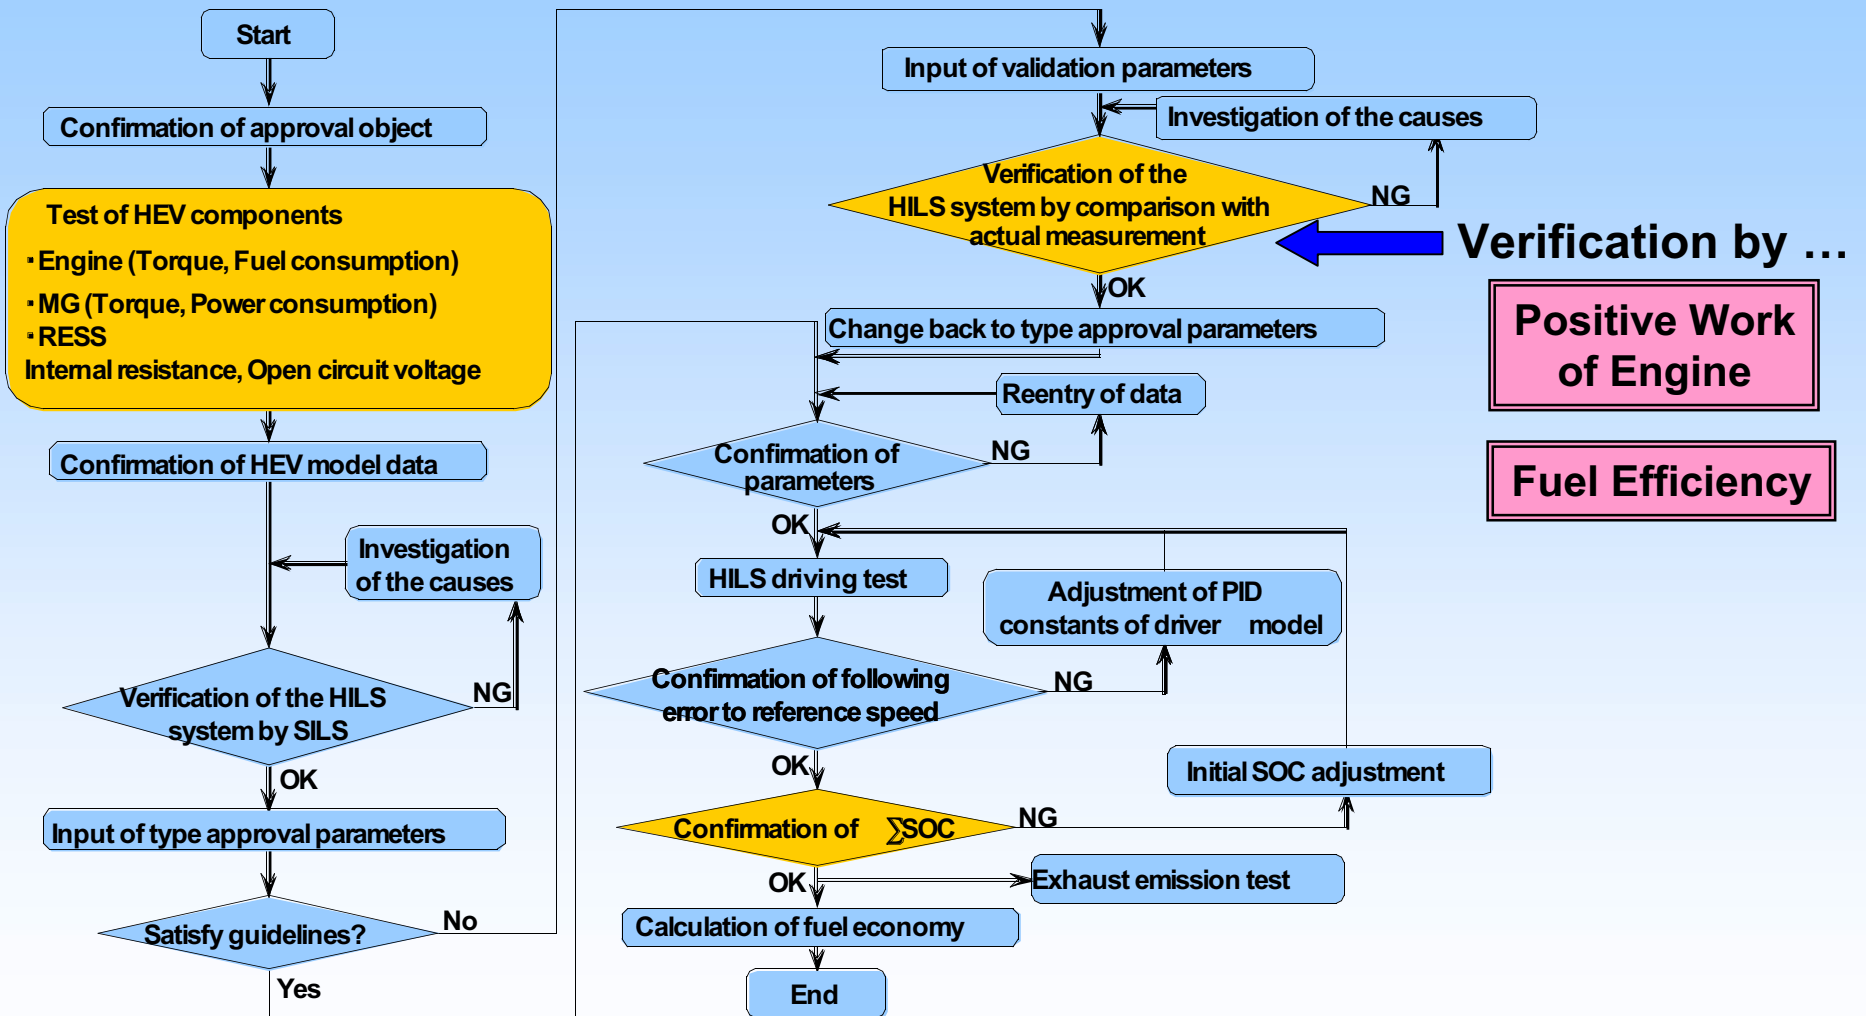 Start
Confirmation of approval object
Test of HEV components
・Engine (Torque, Fuel consumption)
・MG (Torque, Power consumption)
・RESS
Internal resistance, Open circuit voltage
Confirmation of HEV model data
Investigation
of the causes
Verification of the HILS
system by SILS
NG
OK
Input of type approval parameters
Satisfy guidelines?
No
Yes
Input of validation parameters
Investigation of the causes
Verification of the
HILS system by comparison with
actual measurement
NG
OK
Change back to type approval parameters
Reentry of data
Confirmation of
parameters
NG
OK
HILS driving test
Adjustment of PID
constants of driver model
Confirmation of following
error to reference speed
NG
OK
Initial SOC adjustment
Confirmation of ∑SOC
NG
OK
Exhaust emission test
Calculation of fuel economy
End
Verification by …
Positive Work
of Engine
Fuel Efficiency